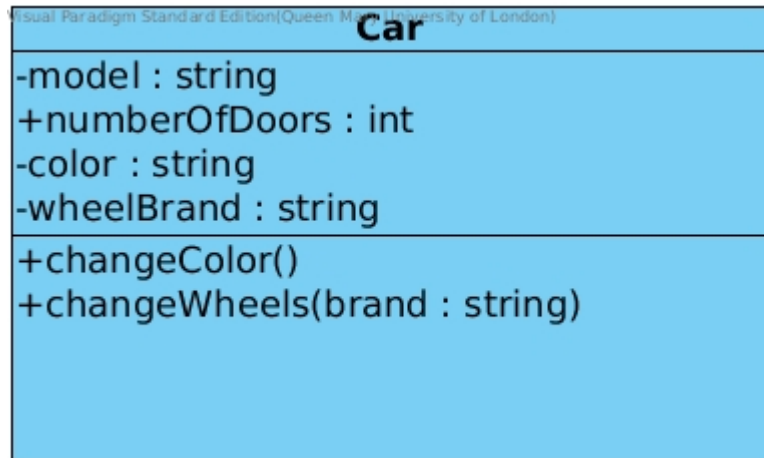 Visual Paradigm Standard Edition(Queen Mary University of London)
Car
-model : string
+numberOfDoors : int
-color : string
-wheelBrand : string
+changeColor()
+changeWheels(brand : string)